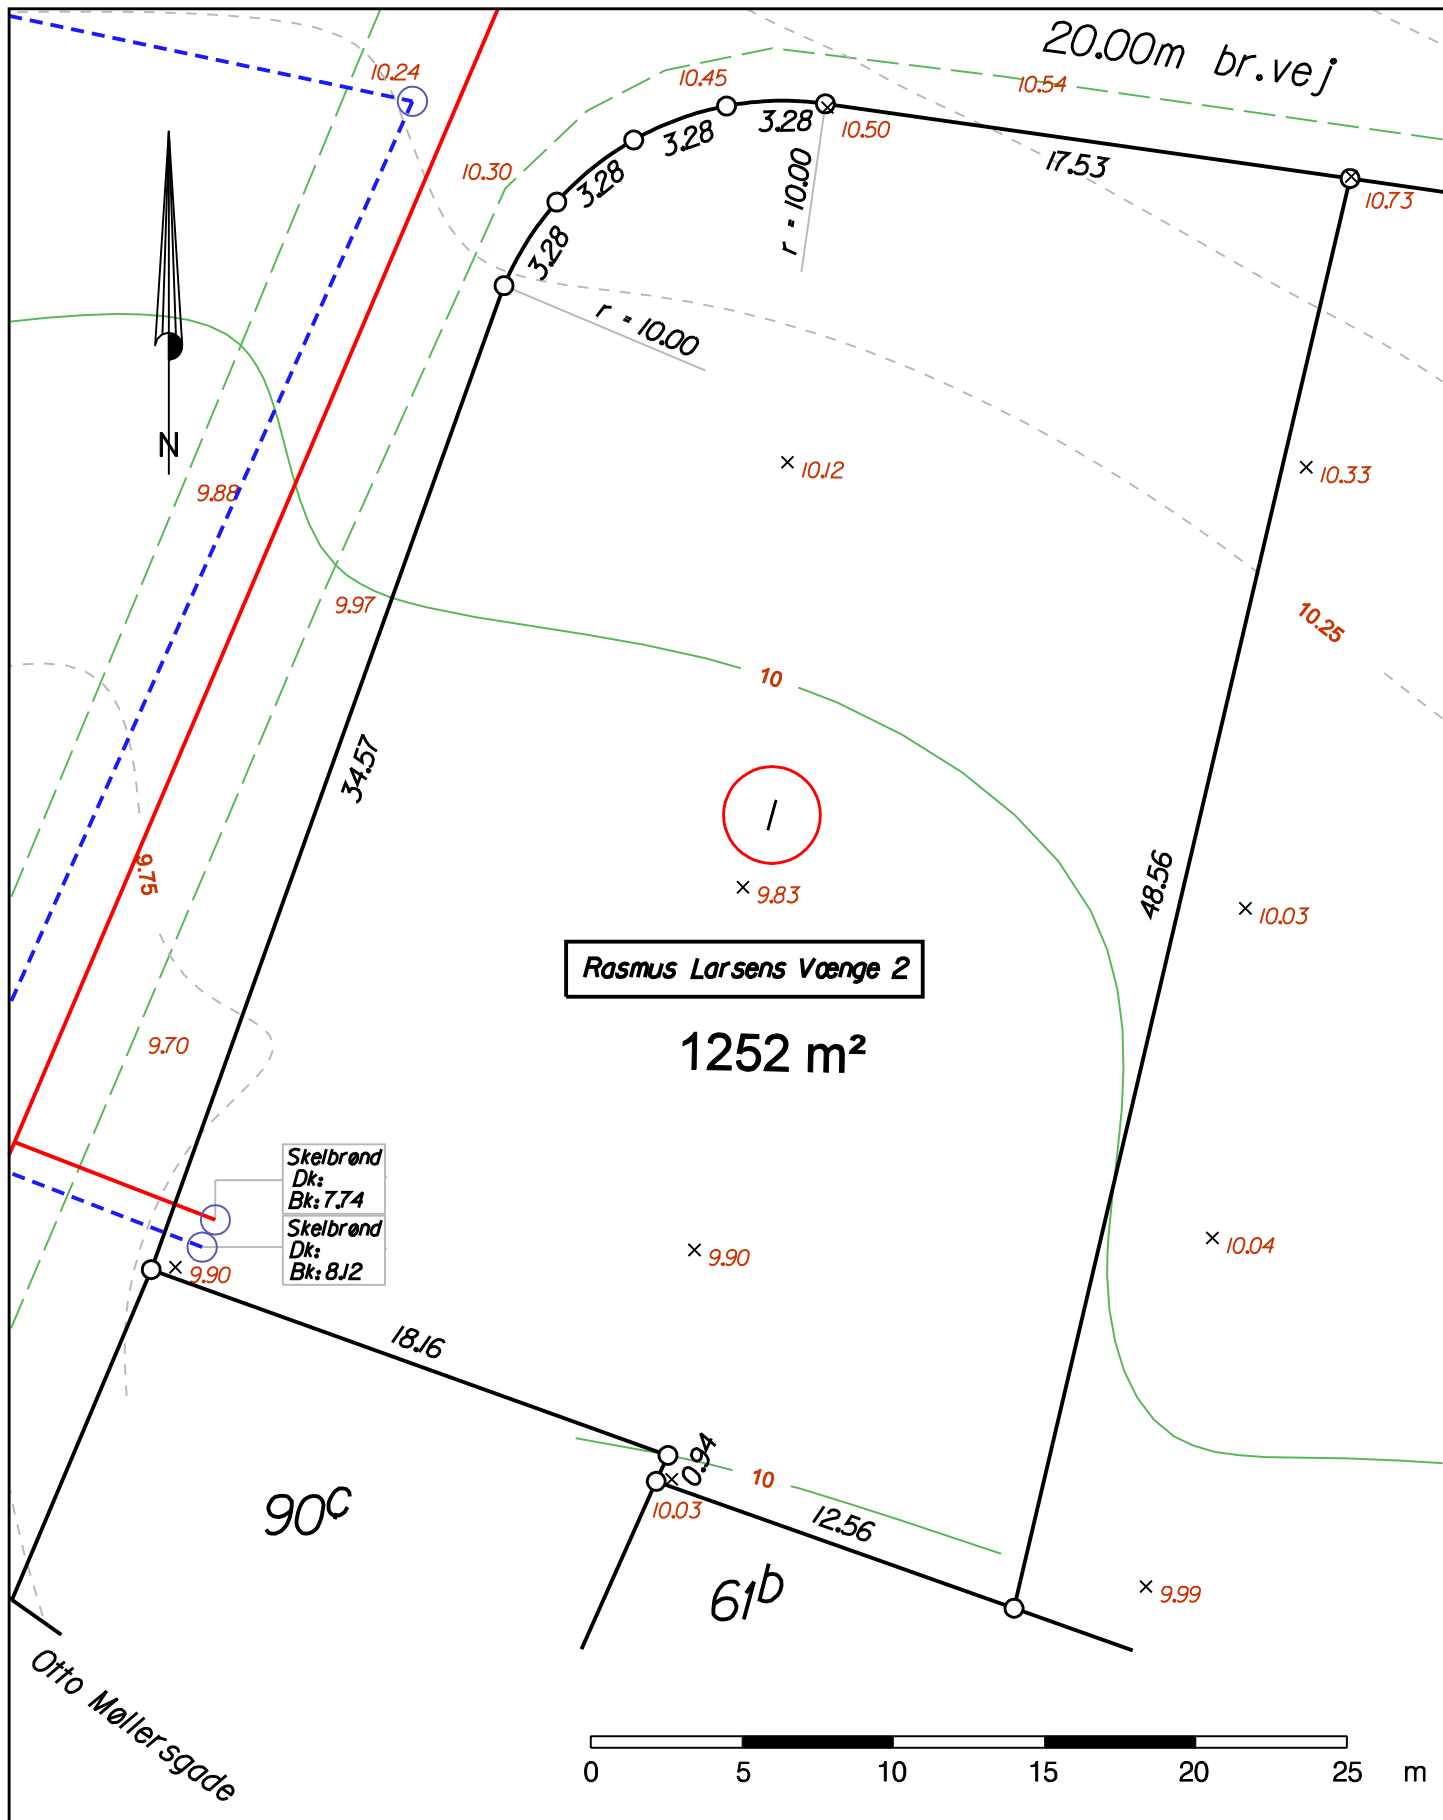 20.00m br.vej
10.24
10.45
10.54
3.28
10.50
3.28
17.53
10.30
3.28
r = 10.00
10.73
3.28
r = 10.00
N
10.12
10.33
9.88
9.97
10.25
10
34.57
1
9.75
9.83
48.56
10.03
Rasmus Larsens Vænge 2
1252 m²
9.70
Skelbrønd
Dk:
Bk: 7.74
Skelbrønd
Dk:
Bk: 8.12
9.90
9.90
10.04
18.16
0.94
10
10.03
12.56
90c
61b
9.99
Otto Møllersgade
0 5 10 15 20 25 m